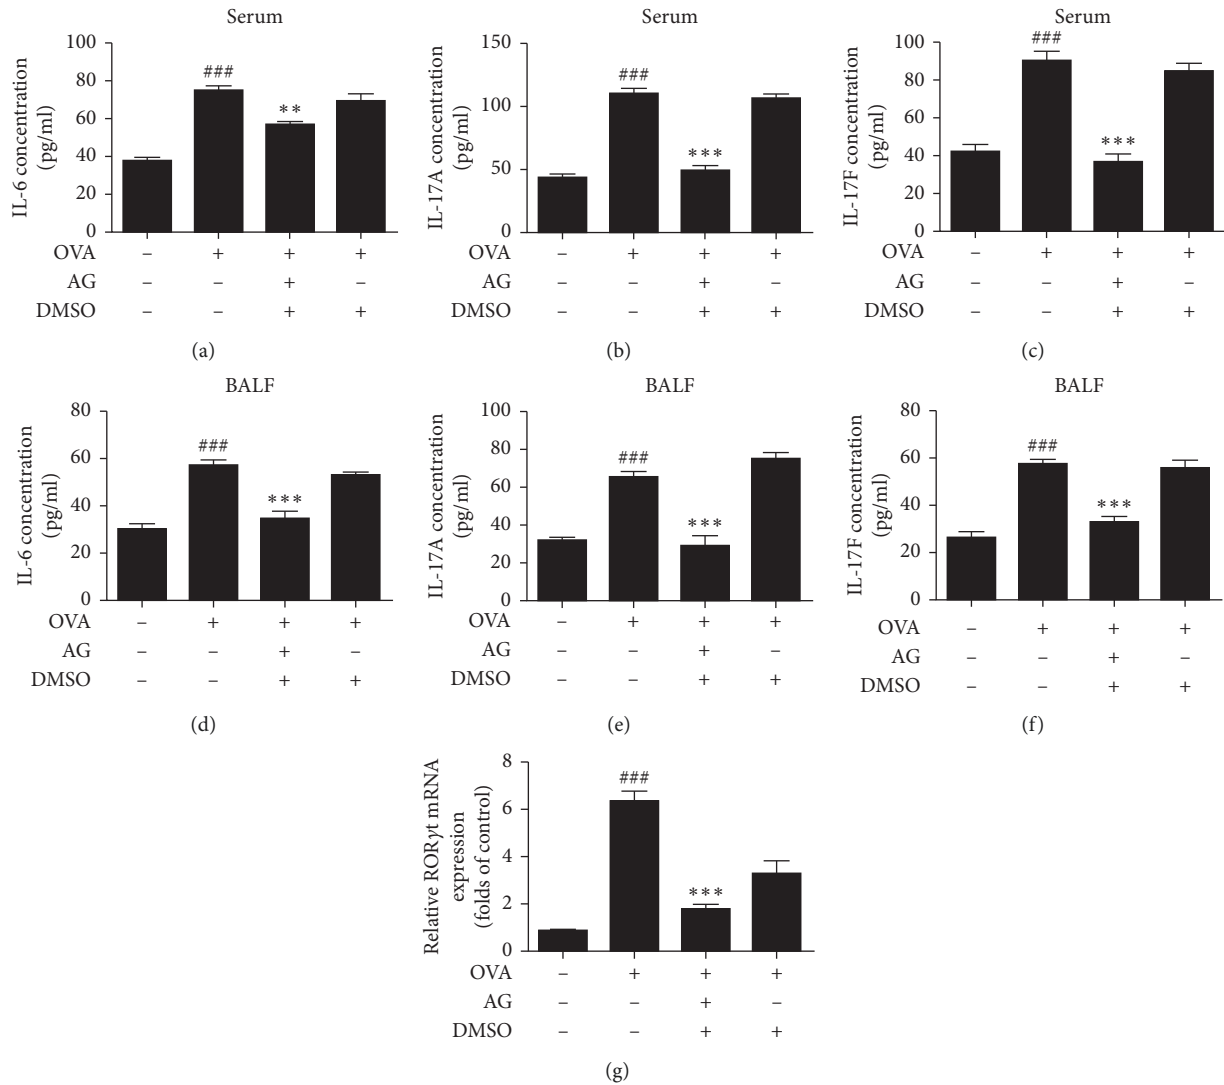 Serum
IL-6 concentration
(pg/ml)
100
80
60
40
20
0
###
**
OVA – + + +
AG – – + –
DMSO – – + +
(a)
Serum
IL-17A concentration
(pg/ml)
150
100
50
0
###
***
OVA – + + +
AG – – + –
DMSO – – + +
(b)
Serum
IL-17F concentration
(pg/ml)
100
80
60
40
20
0
###
***
OVA – + + +
AG – – + –
DMSO – – + +
(c)
BALF
IL-6 concentration
(pg/ml)
80
60
40
20
0
###
***
OVA – + + +
AG – – + –
DMSO – – + +
(d)
BALF
IL-17A concentration
(pg/ml)
100
80
60
40
20
0
###
***
OVA – + + +
AG – – + –
DMSO – – + +
(e)
BALF
IL-17F concentration
(pg/ml)
80
60
40
20
0
###
***
OVA – + + +
AG – – + –
DMSO – – + +
(f)
Relative RORγt mRNA
expression
(folds of control)
8
6
4
2
0
###
***
OVA – + + +
AG – – + –
DMSO – – + +
(g)